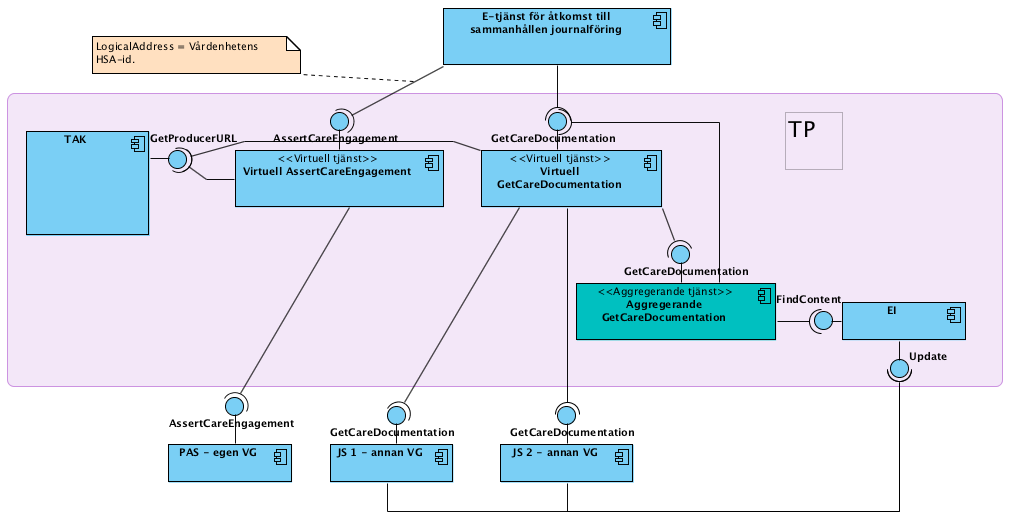 E-tjänst för åtkomst till
sammanhållen journalföring
LogicalAddress = Vårdenhetens
HSA-id.
TP
TAK
GetProducerURL
AssertCareEngagement
GetCareDocumentation
<<Virtuell tjänst>>
Virtuell AssertCareEngagement
<<Virtuell tjänst>>
Virtuell
GetCareDocumentation
GetCareDocumentation
<<Aggregerande tjänst>>
Aggregerande
GetCareDocumentation
FindContent
EI
Update
AssertCareEngagement
GetCareDocumentation
GetCareDocumentation
PAS - egen VG
JS 1 - annan VG
JS 2 - annan VG